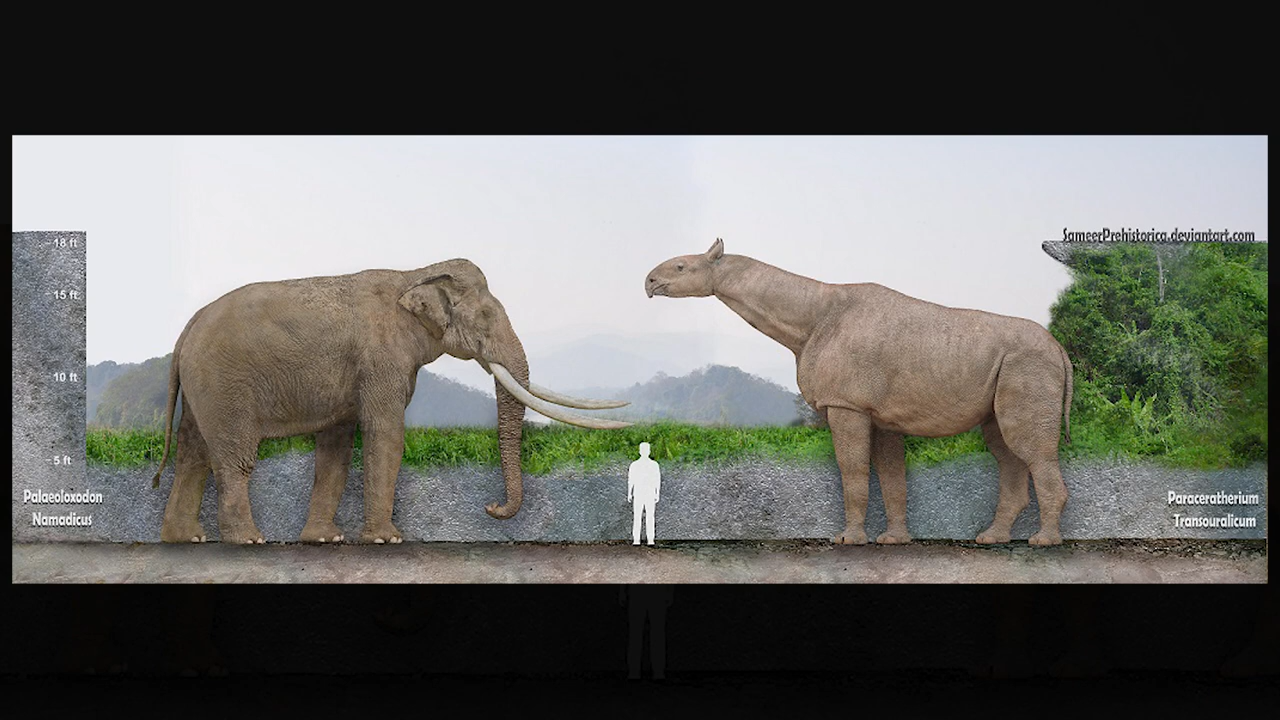 SameerPrehistorica.deviantart.com
18 ft
15 ft
10 ft
5 ft
Palaeoloxodon
Namadicus
Paraceratherium
Transouralicum